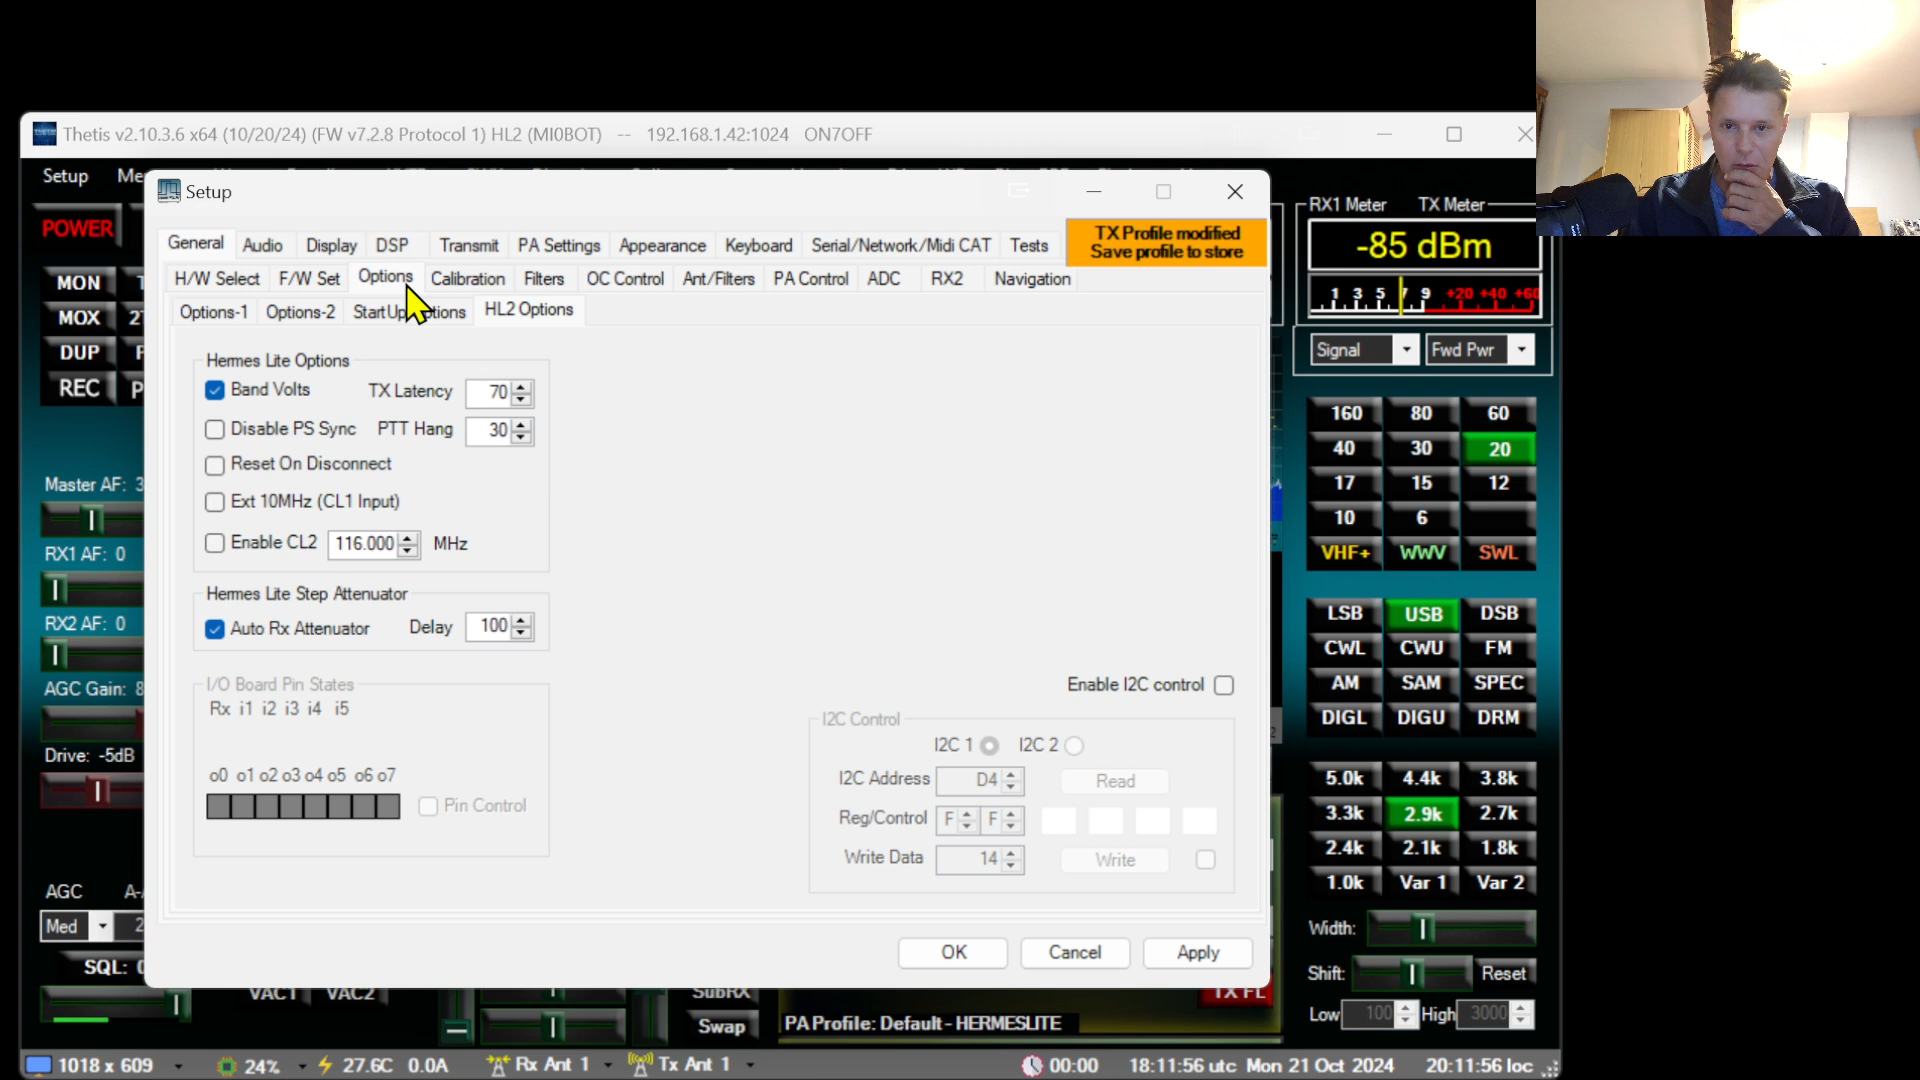 Thetis v2.10.3.6 x64 (10/20/24) (FW v7.2.8 Protocol 1) HL2 (MI0BOT) -- 192.168.1.42:1024 ON7OFF
Setup
Setup
POWER
MON
MOX
DUP
REC
Master AF: 3
RX1 AF: 0
RX2 AF: 0
AGC Gain: 8
Drive: -5dB
AGC
Med
SQL:
General Audio Display DSP Transmit PA Settings Appearance Keyboard Serial/Network/Midi CAT Tests
TX Profile modified
Save profile to store
H/W Select F/W Set Options Calibration Filters OC Control Ant/Filters PA Control ADC RX2 Navigation
Options-1 Options-2 HL2 Options
Hermes Lite Options
Band Volts TX Latency 70
Disable PS Sync PTT Hang 30
Reset On Disconnect
Ext 10MHz (CL1 Input)
Enable CL2 116.000 MHz
Hermes Lite Step Attenuator
Auto Rx Attenuator Delay 100
I/O Board Pin States
Rx i1 i2 i3 i4 i5
o0 o1 o2 o3 o4 o5 o6 o7
Pin Control
Enable I2C control
I2C Control
I2C 1 I2C 2
I2C Address D4 Read
Reg/Control F F
Write Data 14 Write
OK Cancel Apply
VAC1 VAC2
SubRX
Swap
TX FL
PA Profile: Default - HERMESLITE
RX1 Meter TX Meter
-85 dBm
1 3 5 7 9 +20 +40 +60
Signal Fwd Pwr
160 80 60
40 30 20
17 15 12
10 6
VHF+ WWV SWL
LSB USB DSB
CWL CWU FM
AM SAM SPEC
DIGL DIGU DRM
5.0k 4.4k 3.8k
3.3k 2.9k 2.7k
2.4k 2.1k 1.8k
1.0k Var 1 Var 2
Width:
Shift: Reset
Low 100 High 3000
1018 x 609 24% 27.6C 0.0A Rx Ant 1 Tx Ant 1 00:00 18:11:56 utc Mon 21 Oct 2024 20:11:56 loc